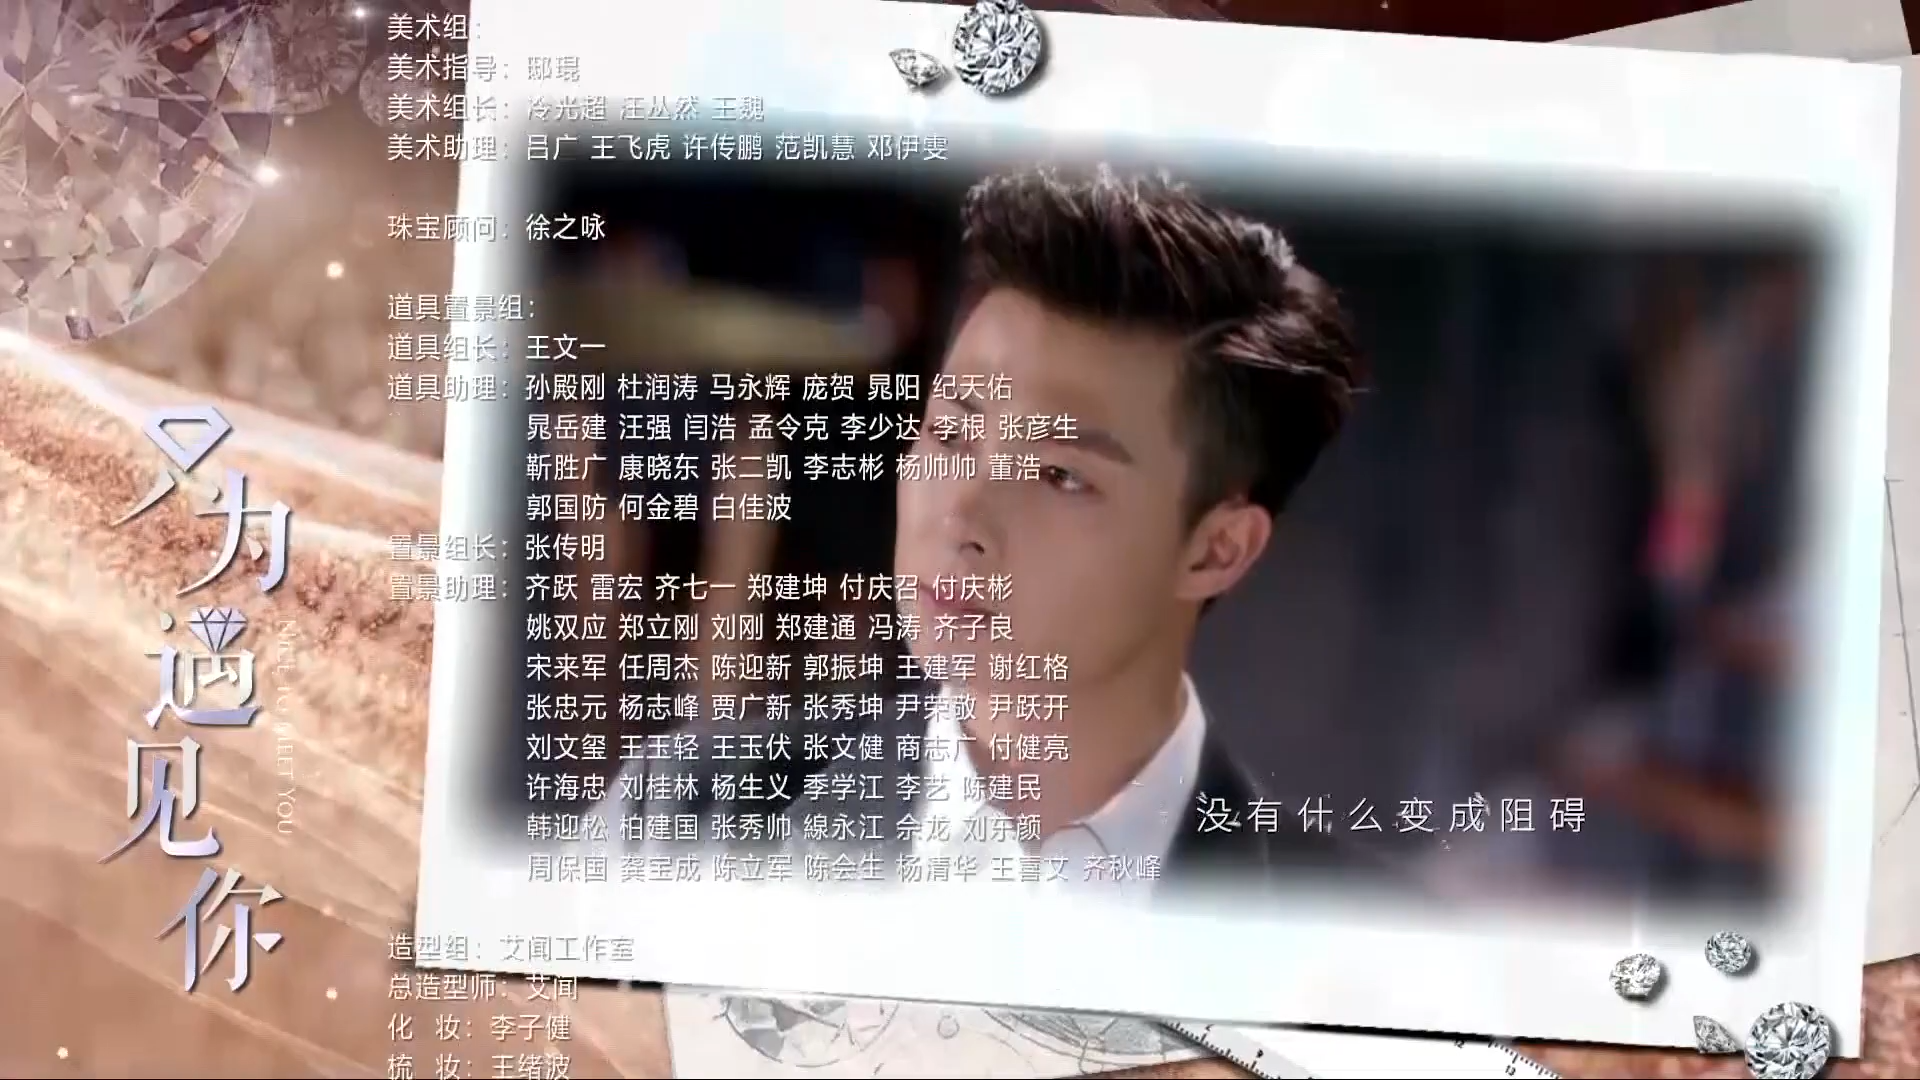 美术组:
美术指导: 邸琨
美术组长: 冷光超 汪丛然 王魏
美术助理: 吕广 王飞虎 许传鹏 范凯慧 邓伊雯
珠宝顾问: 徐之咏
道具置景组:
道具组长: 王文一
道具助理: 孙殿刚 杜润涛 马永辉 庞贺 晁阳 纪天佑
晁岳建 汪强 闫浩 孟令克 李少达 李根 张彦生
靳胜广 康晓东 张二凯 李志彬 杨帅帅 董浩
郭国防 何金碧 白佳波
置景组长: 张传明
置景助理: 齐跃 雷宏 齐七一 郑建坤 付庆召 付庆彬
姚双应 郑立刚 刘刚 郑建通 冯涛 齐子良
宋来军 任周杰 陈迎新 郭振坤 王建军 谢红格
张忠元 杨志峰 贾广新 张秀坤 尹荣敬 尹跃开
刘文玺 王玉轻 王玉伏 张文健 商志广 付健亮
许海忠 刘桂林 杨生义 季学江 李艺 陈建民
韩迎松 柏建国 张秀帅 線永江 余龙 刘东颜
周保国 龚宝成 陈立军 陈会生 杨清华 王喜文 齐秋峰
造型组: 艾闻工作室
总造型师: 艾闻
化 妆: 李子健
梳 妆: 王绪波
只为遇见你
NICE TO MEET YOU
没有什么变成阻碍